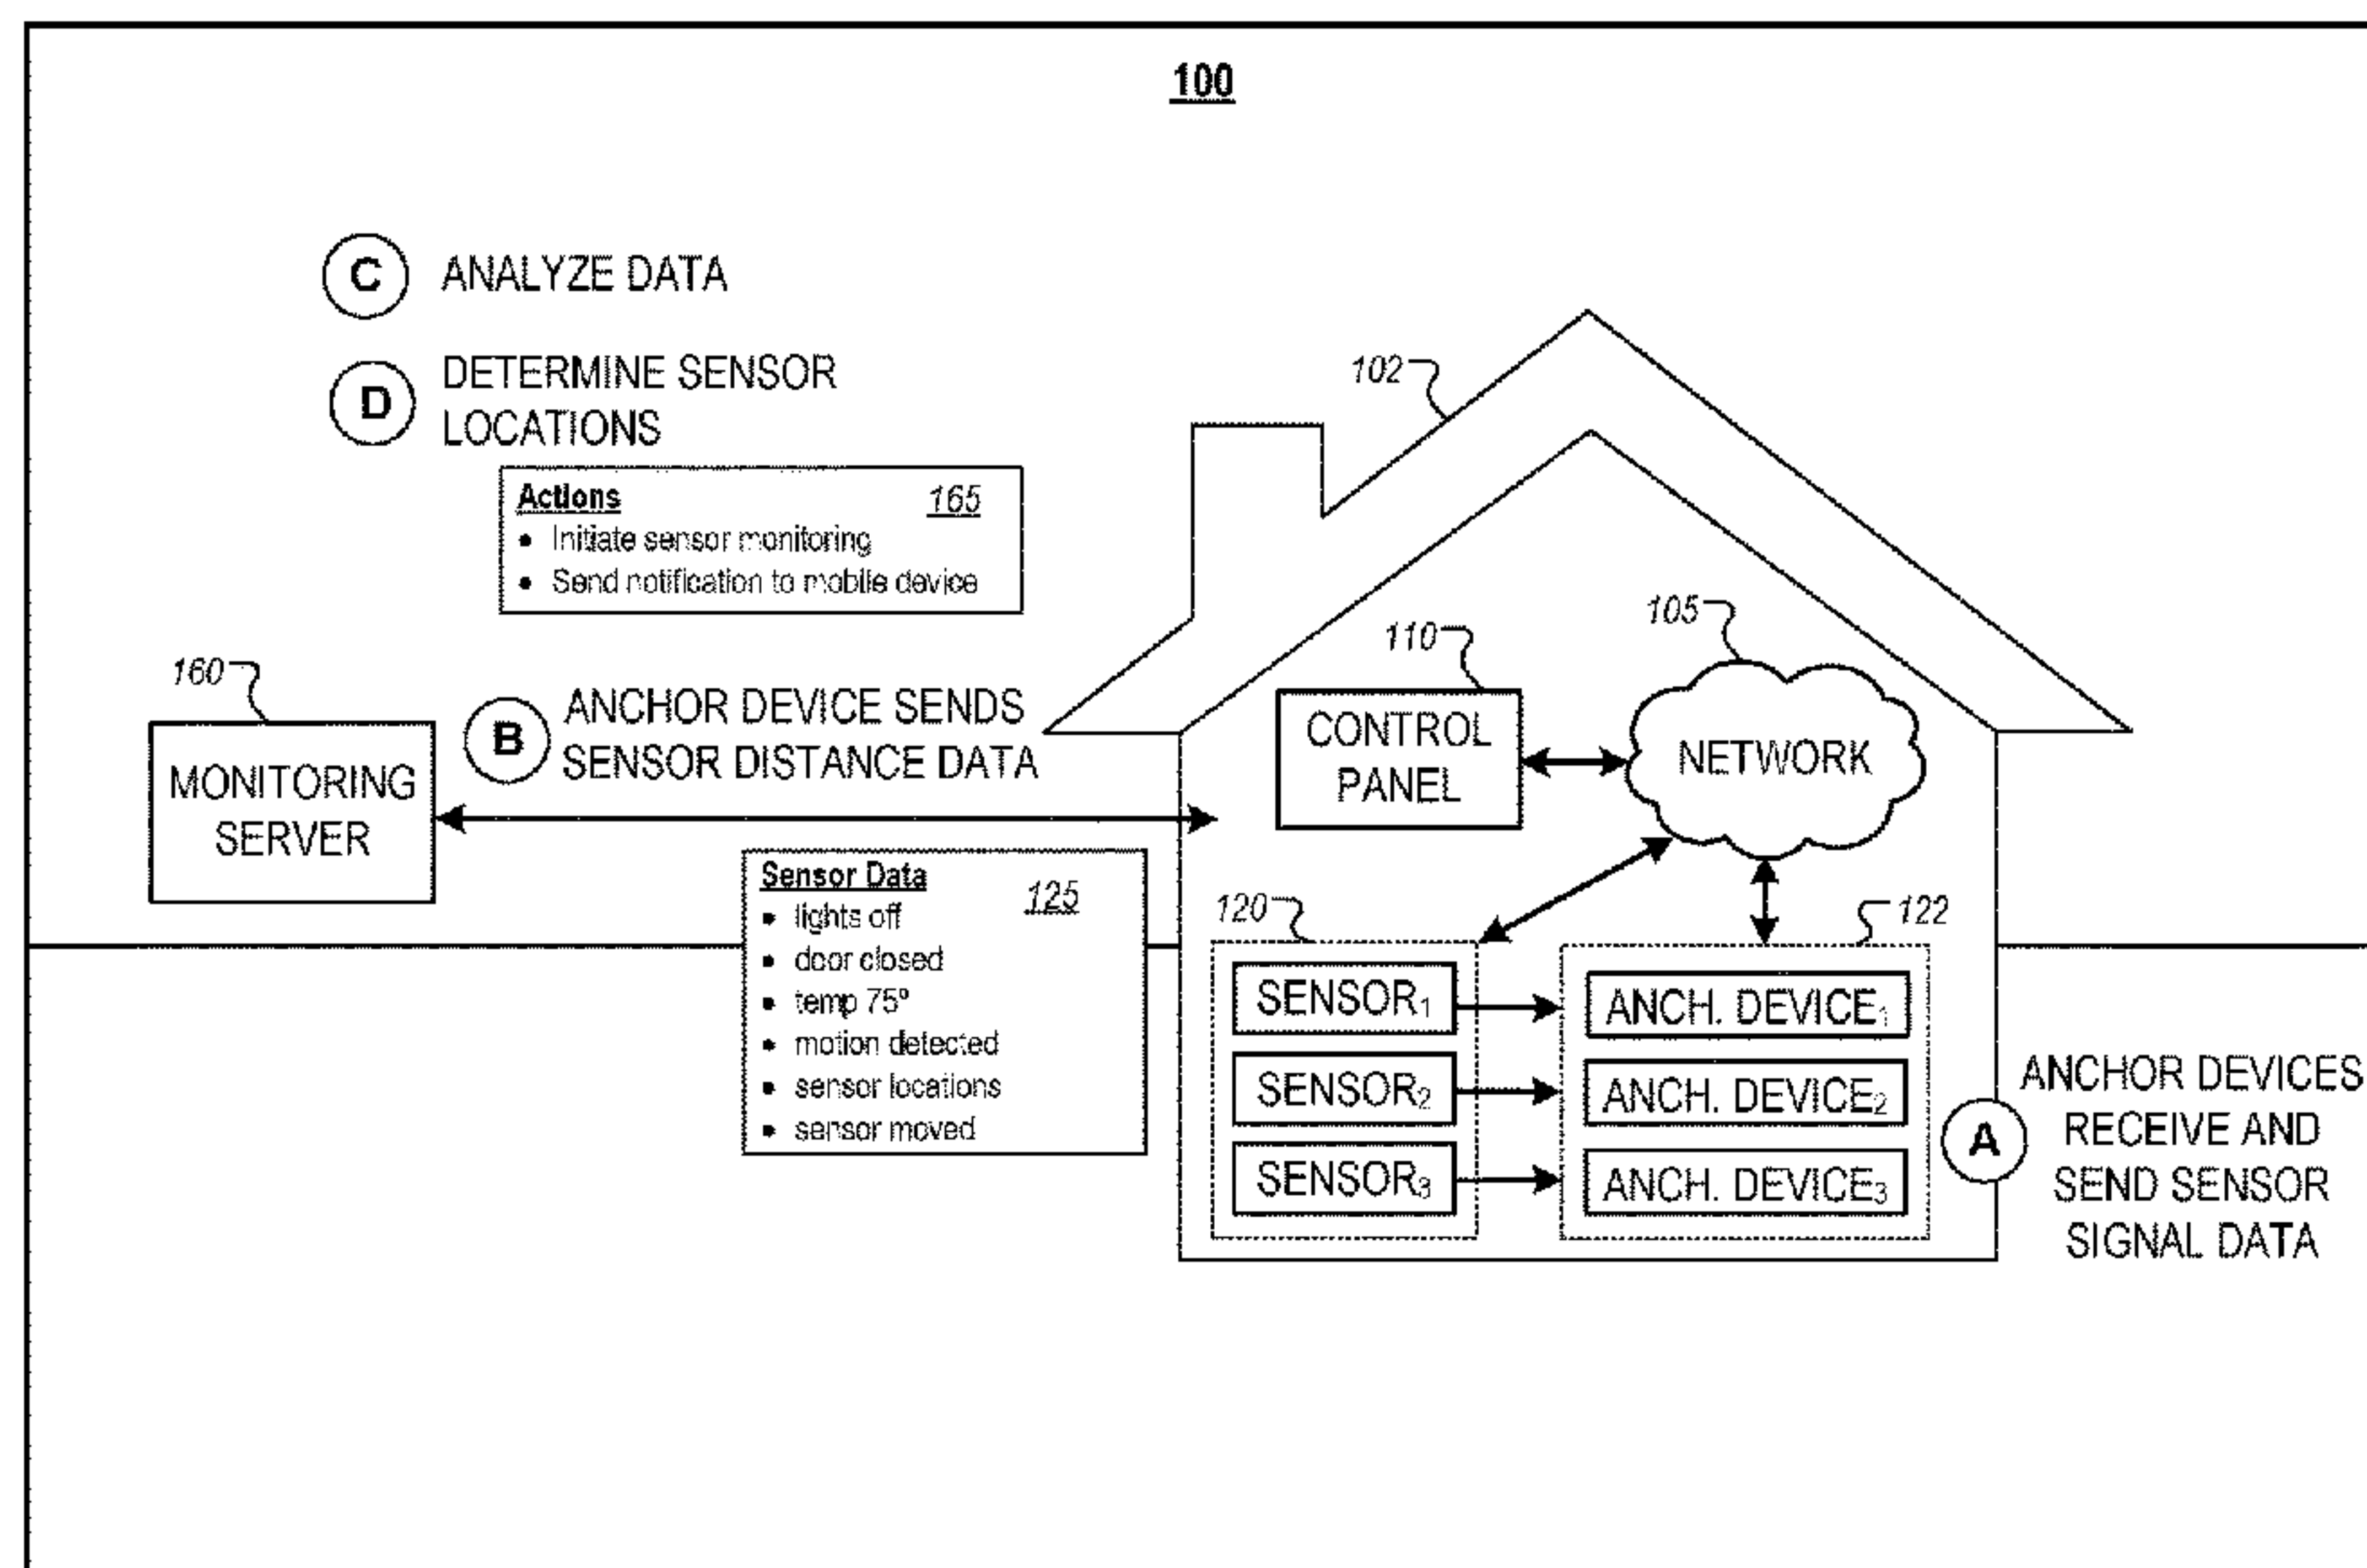 100
C ANALYZE DATA
D DETERMINE SENSOR
LOCATIONS
Actions 165
• Initiate sensor monitoring
• Send notification to mobile device
102
160
MONITORING
SERVER
B ANCHOR DEVICE SENDS
SENSOR DISTANCE DATA
110
CONTROL
PANEL
105
NETWORK
Sensor Data 125
• lights off
• door closed
• temp 75º
• motion detected
• sensor locations
• sensor moved
120
SENSOR₁
SENSOR₂
SENSOR₃
122
ANCH. DEVICE₁
ANCH. DEVICE₂
ANCH. DEVICE₃
A ANCHOR DEVICES
RECEIVE AND
SEND SENSOR
SIGNAL DATA